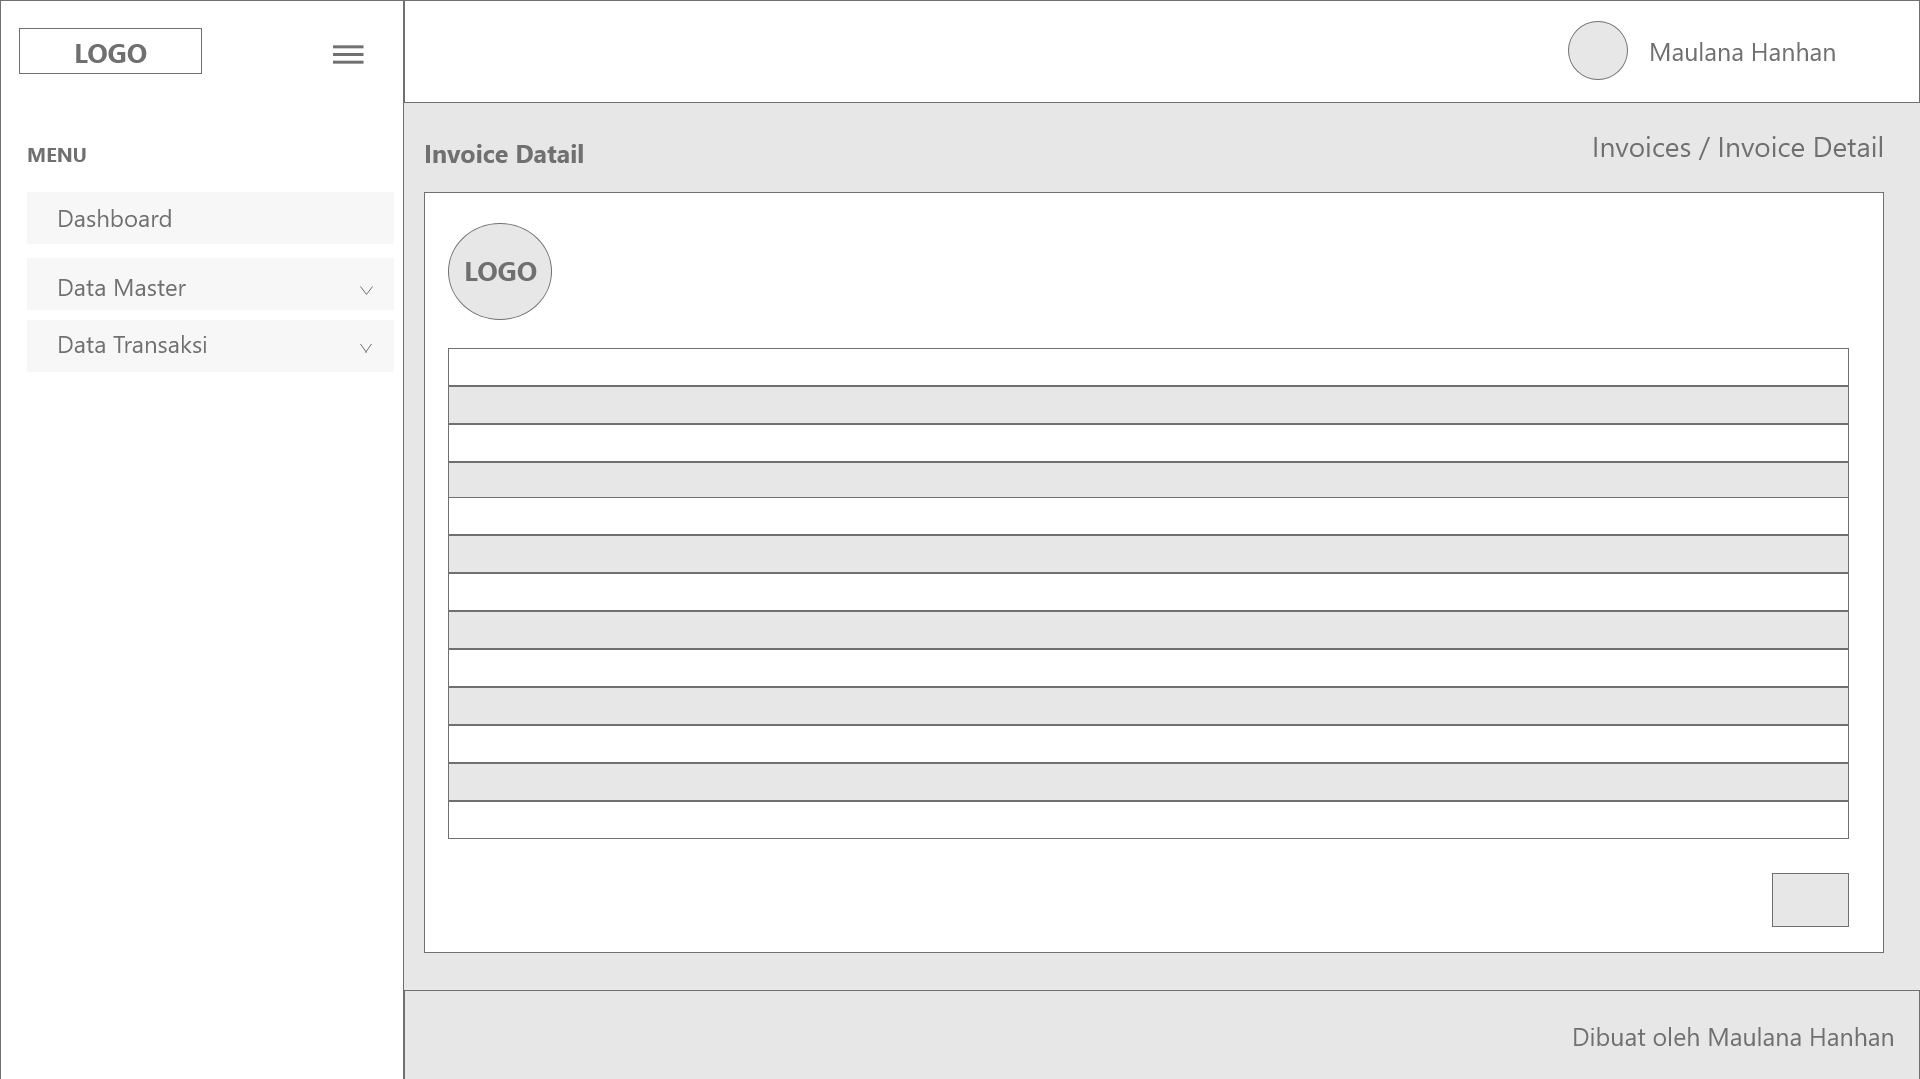 LOGO
Maulana Hanhan
MENU
Invoice Datail
Invoices / Invoice Detail
Dashboard
Data Master
Data Transaksi
LOGO
Dibuat oleh Maulana Hanhan